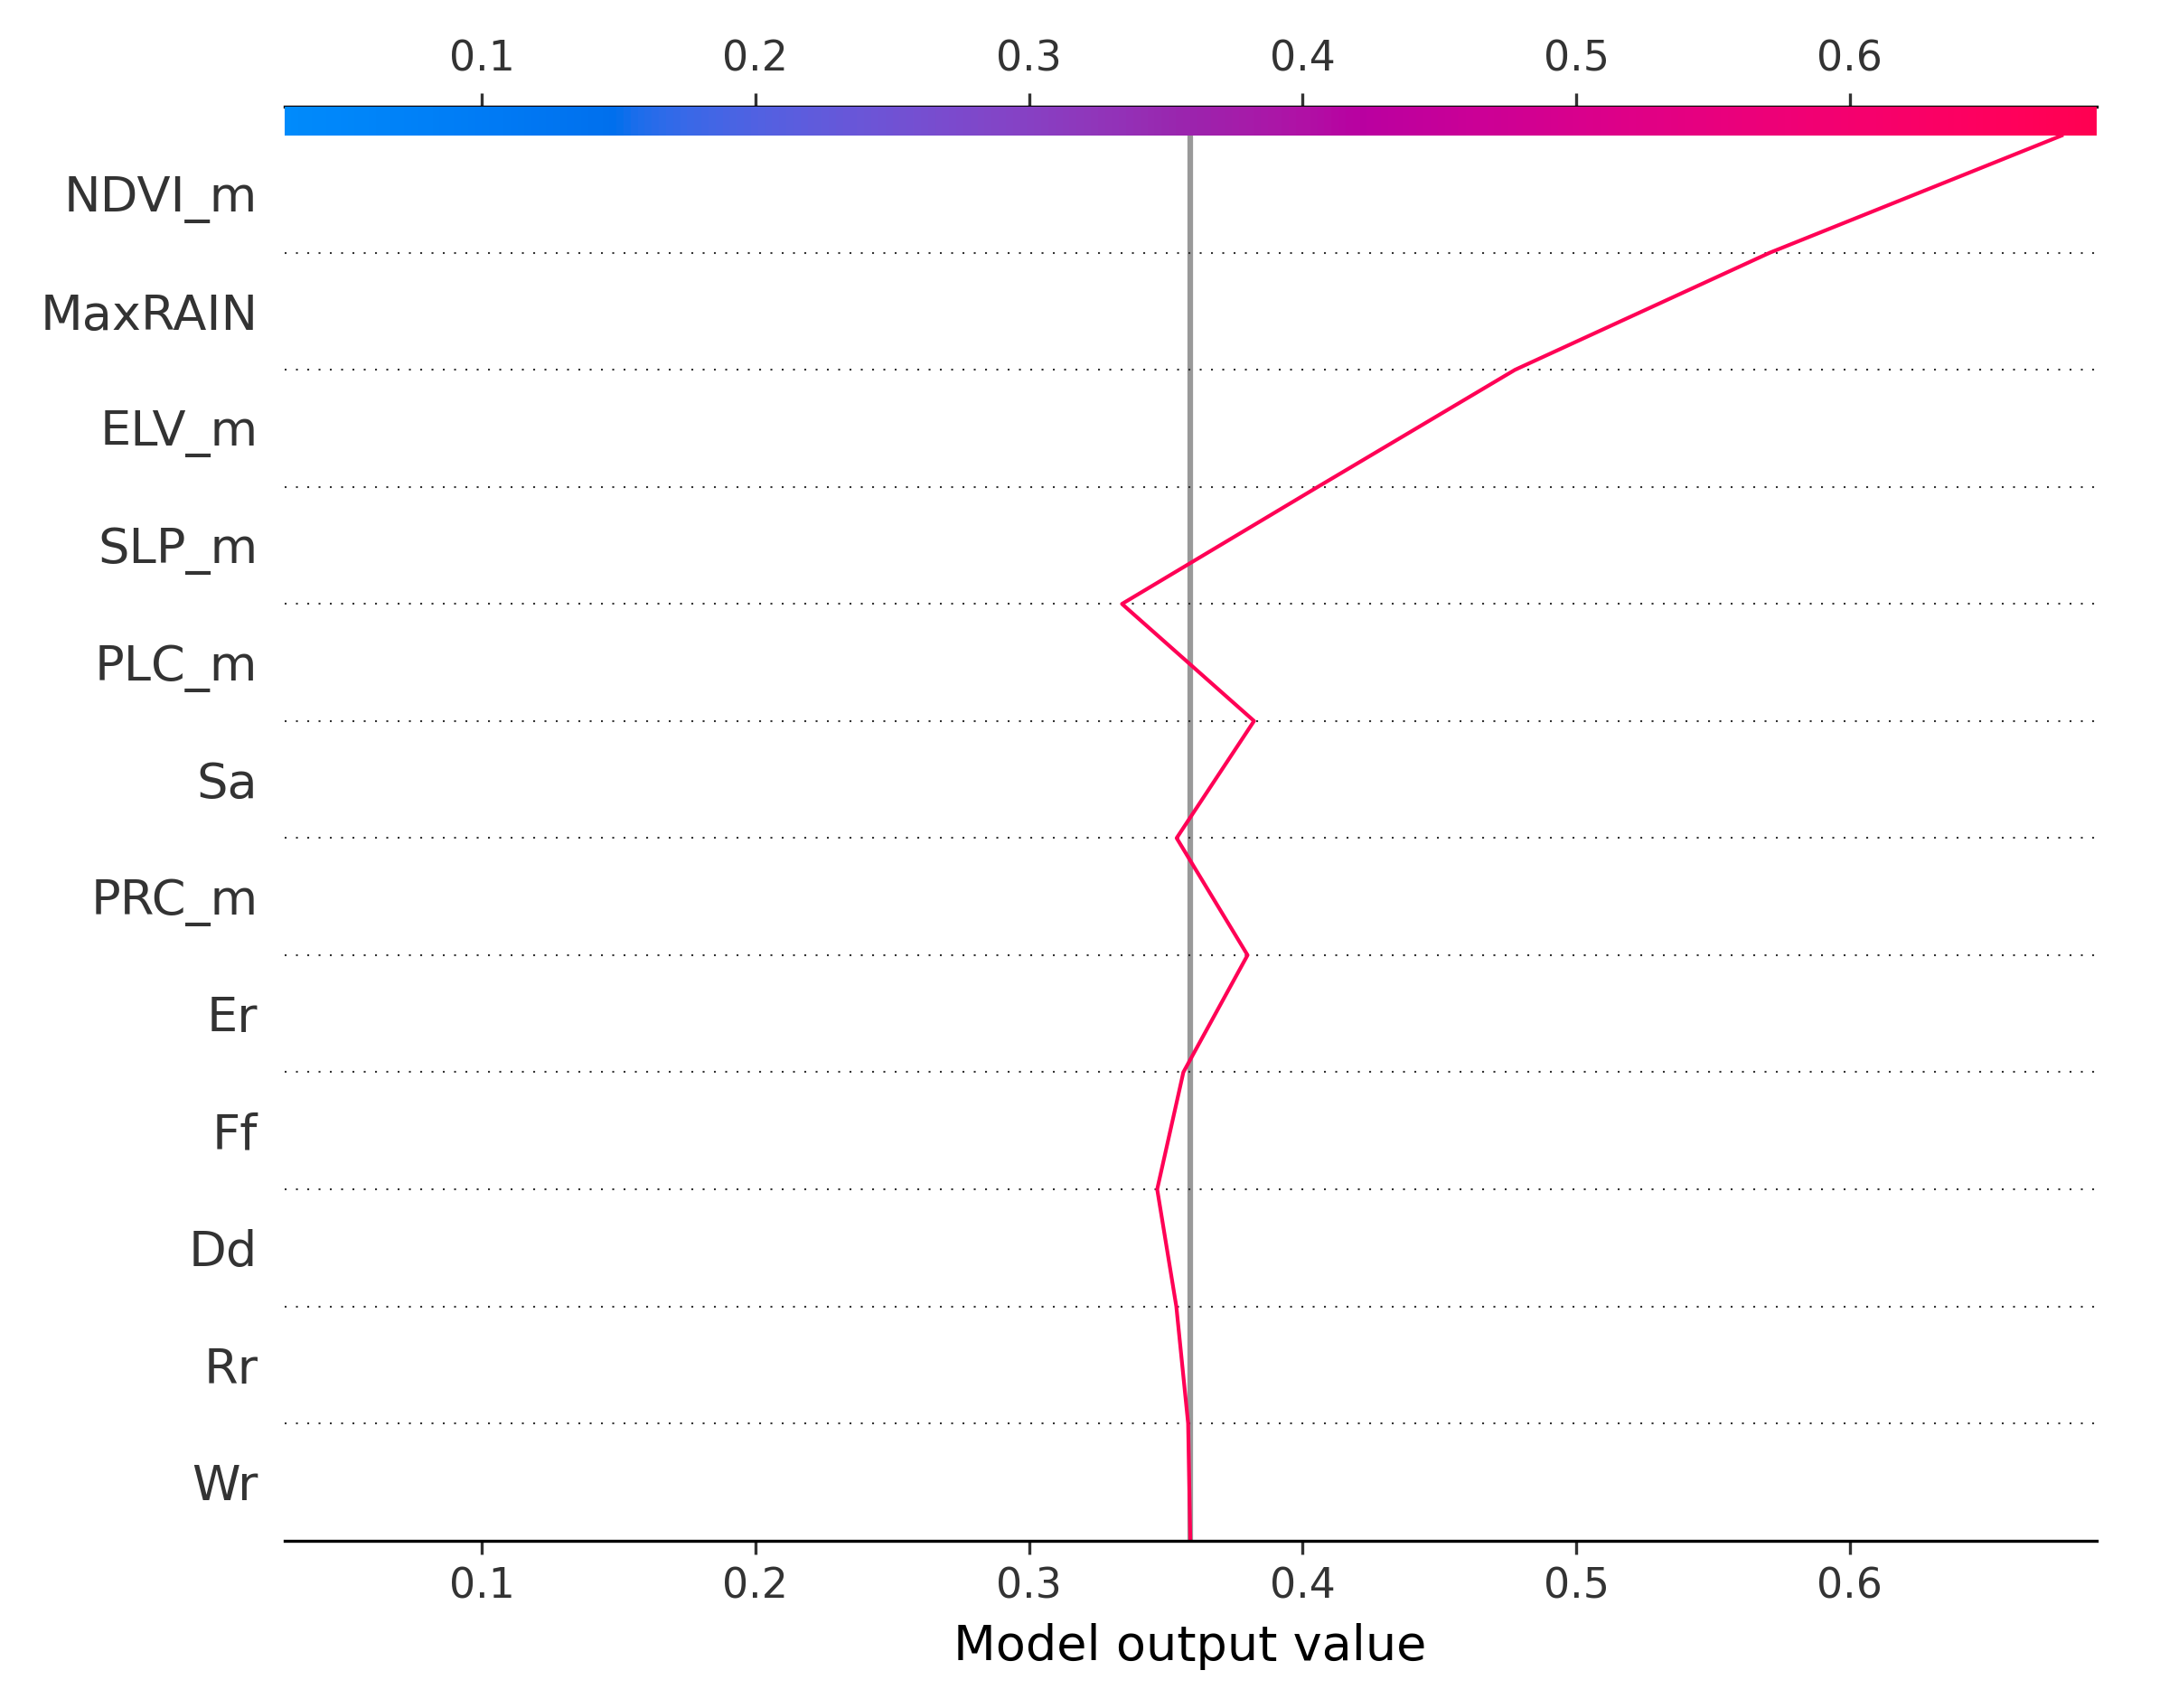 0.1 0.2 0.3 0.4 0.5 0.6
NDVI_m
MaxRAIN
ELV_m
SLP_m
PLC_m
Sa
PRC_m
Er
Ff
Dd
Rr
Wr
0.1 0.2 0.3 0.4 0.5 0.6
Model output value